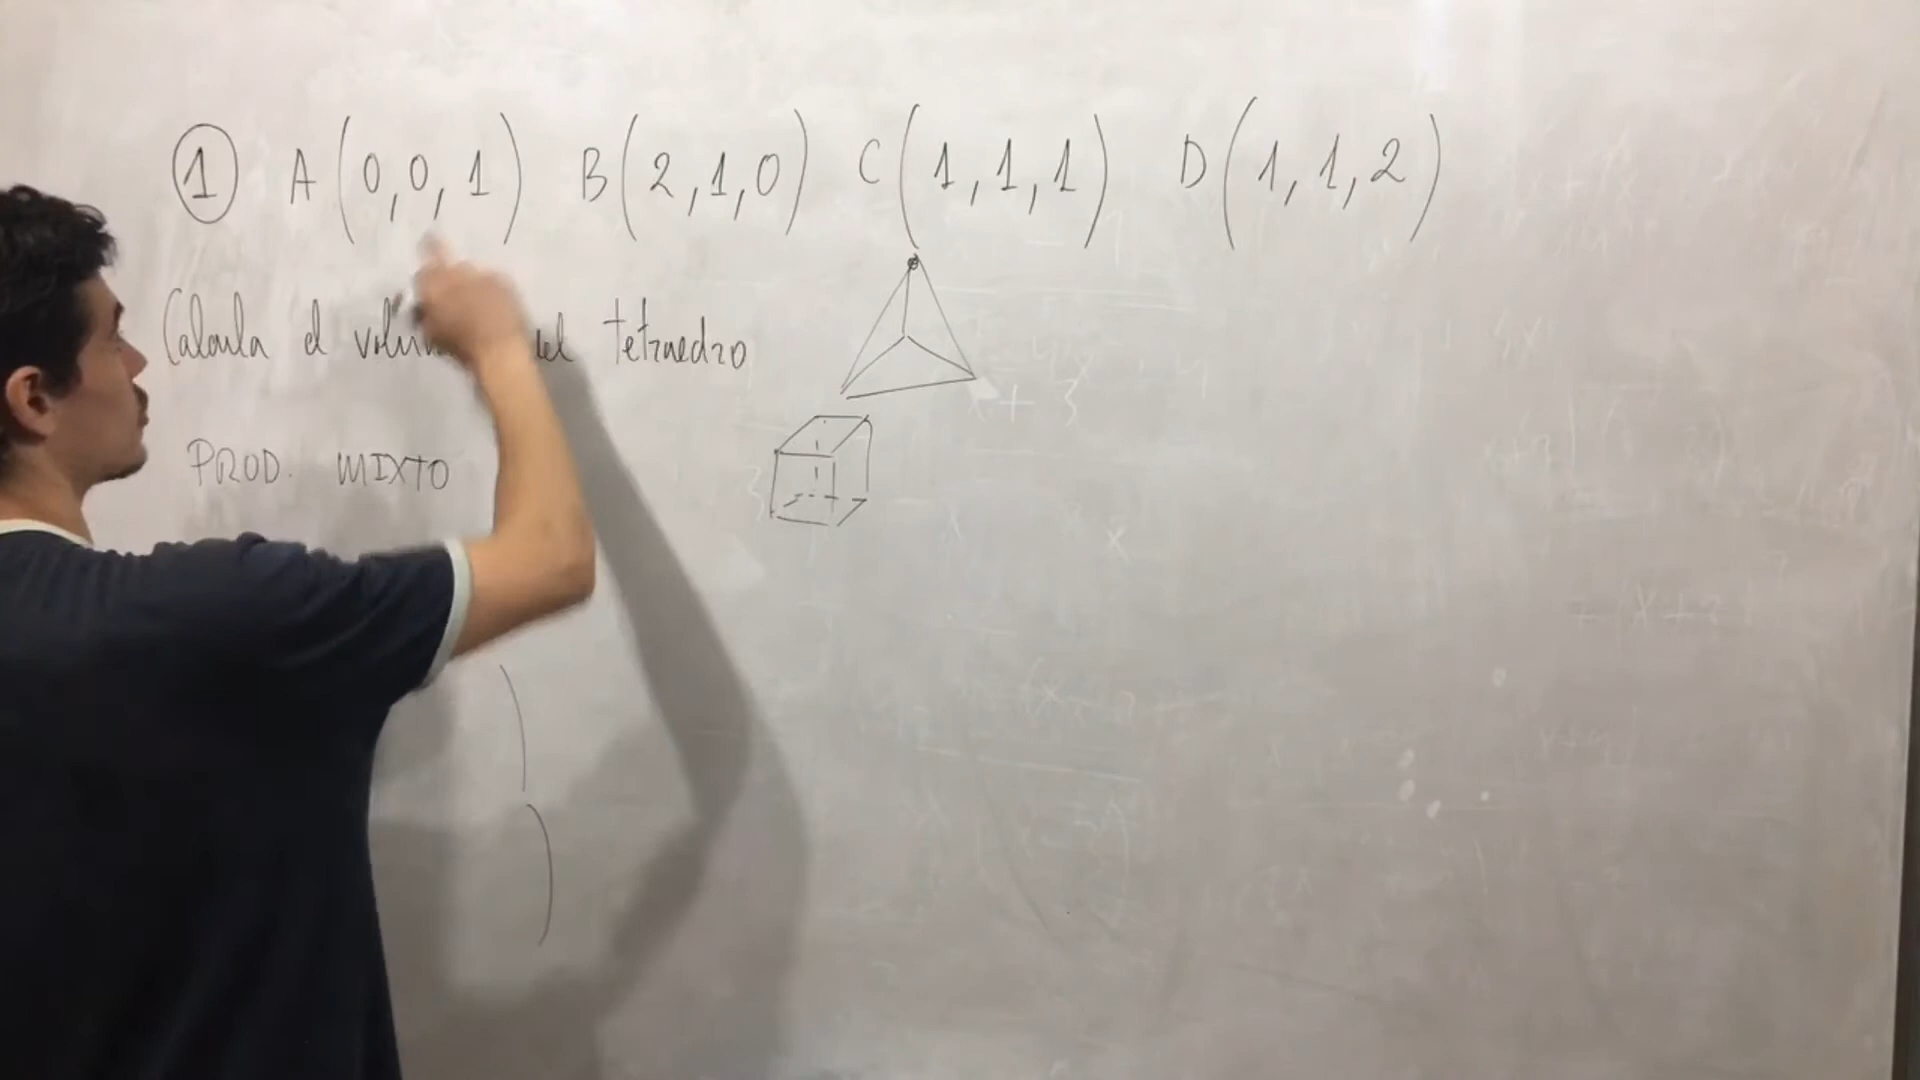 ① A(0,0,1) B(2,1,0) C(1,1,1) D(1,1,2)
Calcula el tetraedro
PROD. MIXTO